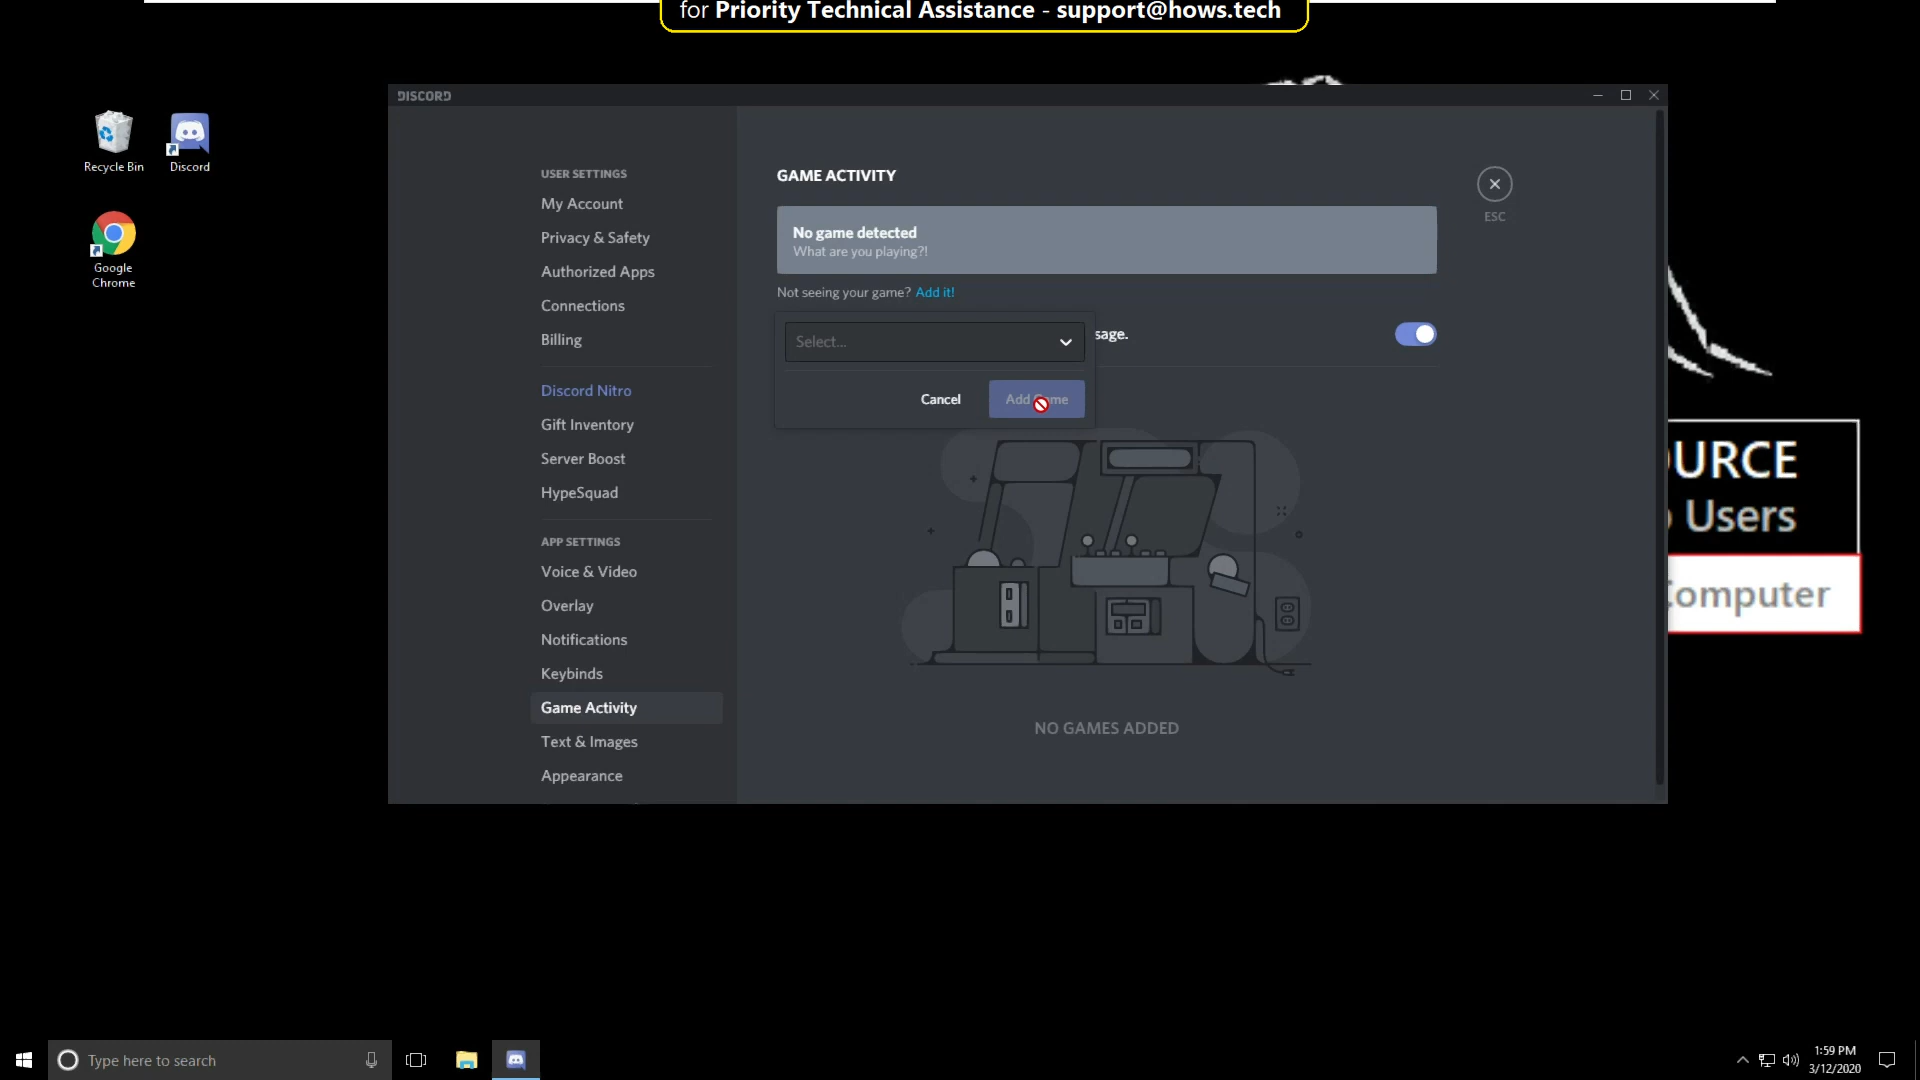 for Priority Technical Assistance - support@hows.tech
DISCORD
Recycle Bin
Discord
Google
Chrome
USER SETTINGS
My Account
Privacy & Safety
Authorized Apps
Connections
Billing
Discord Nitro
Gift Inventory
Server Boost
HypeSquad
APP SETTINGS
Voice & Video
Overlay
Notifications
Keybinds
Game Activity
Text & Images
Appearance
GAME ACTIVITY
ESC
No game detected
What are you playing?!
Not seeing your game? Add it!
sage.
Select...
Cancel
Add Game
NO GAMES ADDED
URCE
Users
omputer
Type here to search
1:59 PM
3/12/2020